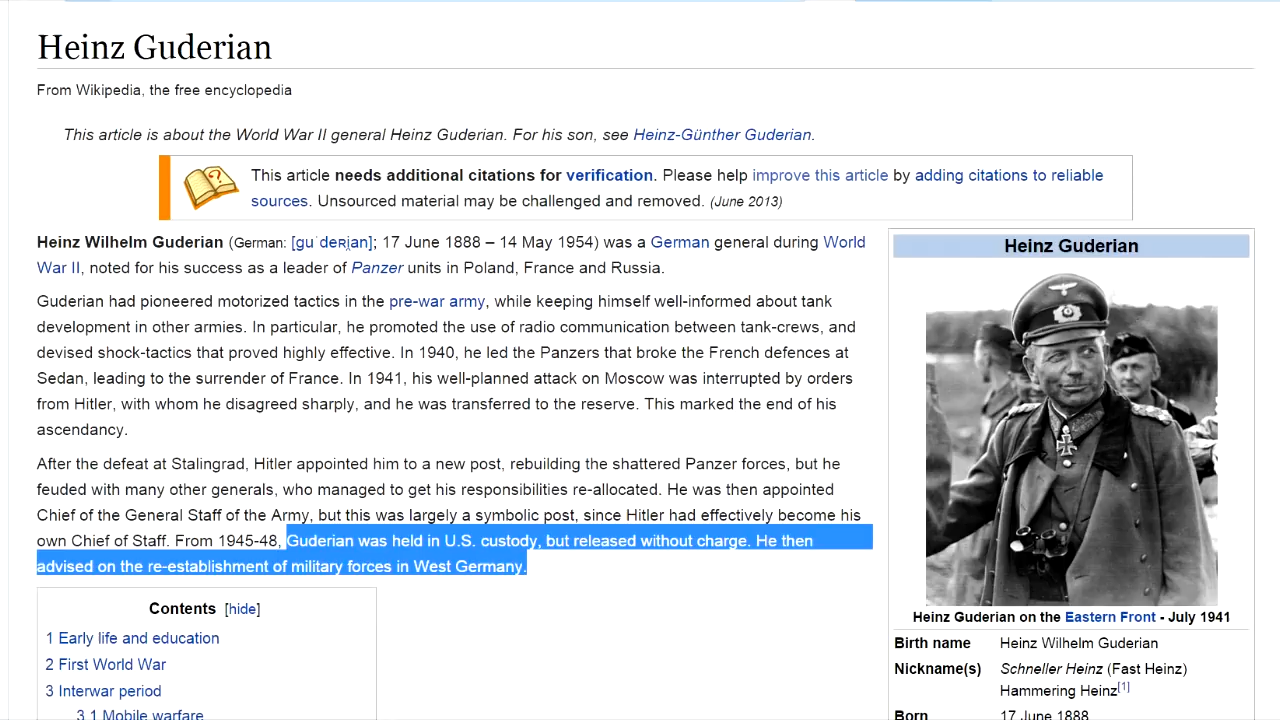 Heinz Guderian
From Wikipedia, the free encyclopedia
This article is about the World War II general Heinz Guderian. For his son, see Heinz-Günther Guderian.
This article needs additional citations for verification. Please help improve this article by adding citations to reliable
sources. Unsourced material may be challenged and removed. (June 2013)
Heinz Wilhelm Guderian (German: [ɡuˈdeʀi̯an]; 17 June 1888 – 14 May 1954) was a German general during World
War II, noted for his success as a leader of Panzer units in Poland, France and Russia.
Guderian had pioneered motorized tactics in the pre-war army, while keeping himself well-informed about tank
development in other armies. In particular, he promoted the use of radio communication between tank-crews, and
devised shock-tactics that proved highly effective. In 1940, he led the Panzers that broke the French defences at
Sedan, leading to the surrender of France. In 1941, his well-planned attack on Moscow was interrupted by orders
from Hitler, with whom he disagreed sharply, and he was transferred to the reserve. This marked the end of his
ascendancy.
After the defeat at Stalingrad, Hitler appointed him to a new post, rebuilding the shattered Panzer forces, but he
feuded with many other generals, who managed to get his responsibilities re-allocated. He was then appointed
Chief of the General Staff of the Army, but this was largely a symbolic post, since Hitler had effectively become his
own Chief of Staff. From 1945-48, Guderian was held in U.S. custody, but released without charge. He then
advised on the re-establishment of military forces in West Germany.
Contents [hide]
1 Early life and education
2 First World War
3 Interwar period
3.1 Mobile warfare
Heinz Guderian
Heinz Guderian on the Eastern Front - July 1941
Birth name Heinz Wilhelm Guderian
Nickname(s) Schneller Heinz (Fast Heinz)
Hammering Heinz[1]
Born 17 June 1888